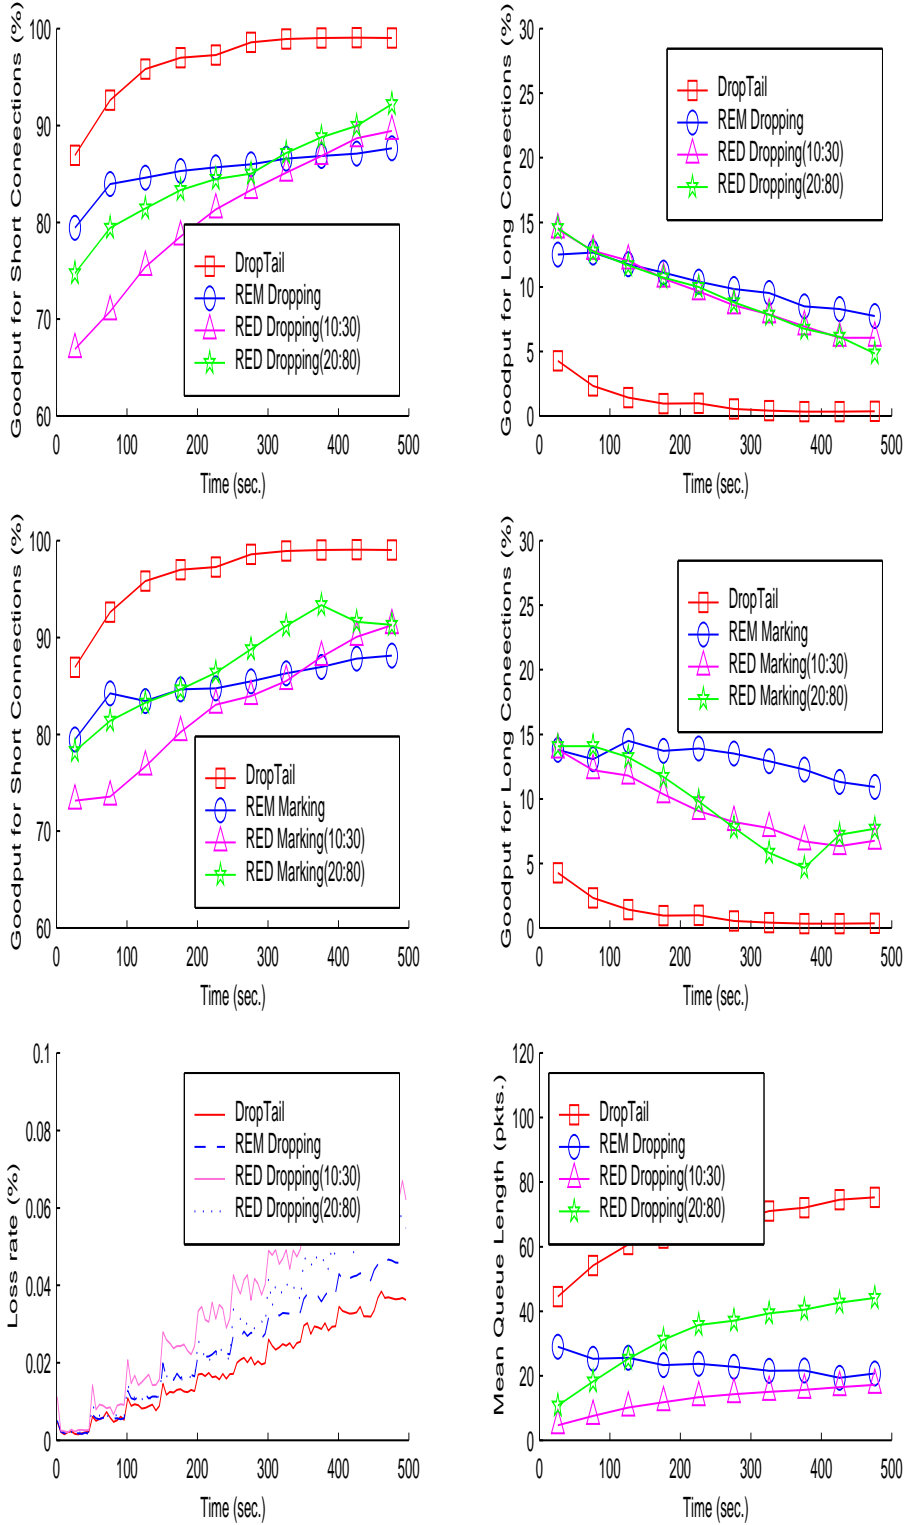 Goodput for Short Coneections (%)
100
90
80
70
60
DropTail
REM Dropping
RED Dropping(10:30)
RED Dropping(20:80)
0 100 200 300 400 500
Time (sec.)
Goodput for Long Coneections (%)
30
25
20
15
10
5
0
DropTail
REM Dropping
RED Dropping(10:30)
RED Dropping(20:80)
0 100 200 300 400 500
Time (sec.)
Goodput for Short Connections (%)
100
90
80
70
60
DropTail
REM Marking
RED Marking(10:30)
RED Marking(20:80)
0 100 200 300 400 500
Time (sec.)
Goodput for Long Coneections (%)
30
25
20
15
10
5
0
DropTail
REM Marking
RED Marking(10:30)
RED Marking(20:80)
0 100 200 300 400 500
Time (sec.)
Loss rate (%)
0.1
0.08
0.06
0.04
0.02
0
DropTail
REM Dropping
RED Dropping(10:30)
RED Dropping(20:80)
0 100 200 300 400 500
Time (sec.)
Mean Queue Length (pkts.)
120
100
80
60
40
20
0
DropTail
REM Dropping
RED Dropping(10:30)
RED Dropping(20:80)
0 100 200 300 400 500
Time (sec.)